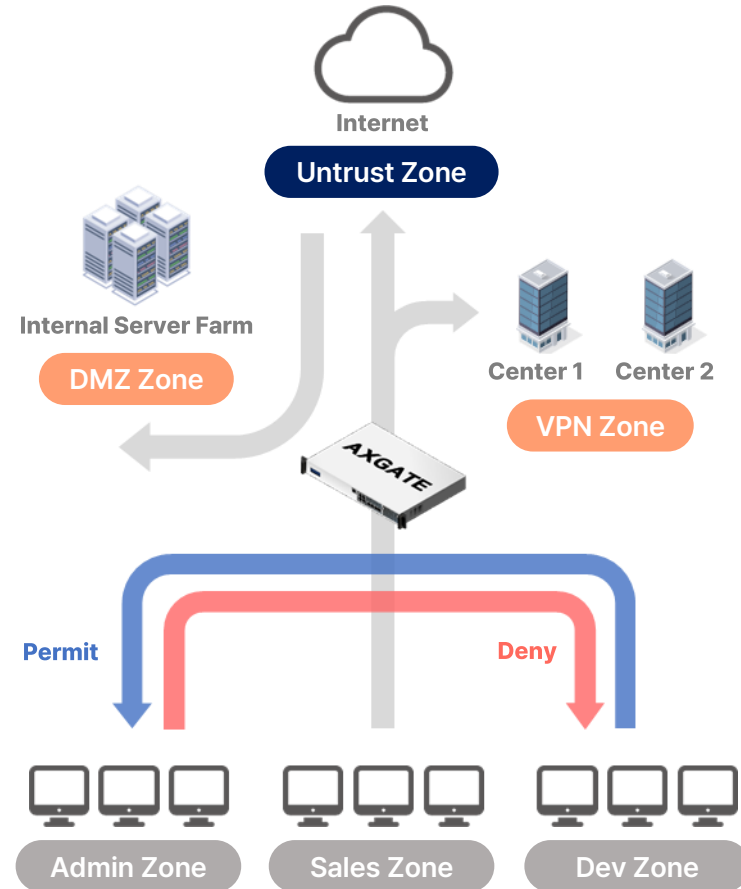 Internet
Untrust Zone
Internal Server Farm
DMZ Zone
Center 1
Center 2
VPN Zone
AXGATE
Permit
Deny
Admin Zone
Sales Zone
Dev Zone